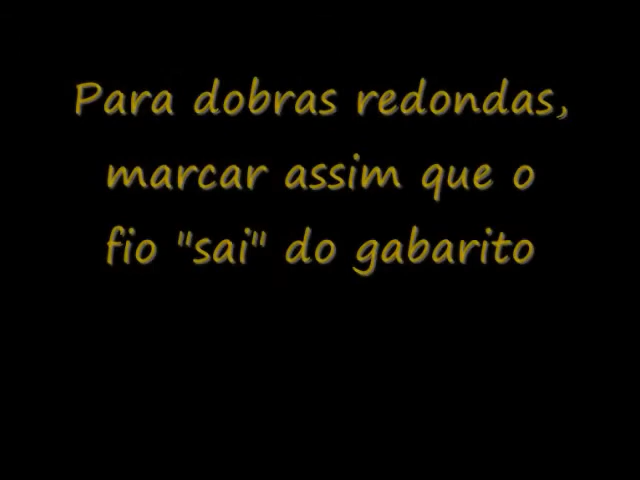 Para dobras redondas,
marcar assim que o
fio "sai" do gabarito